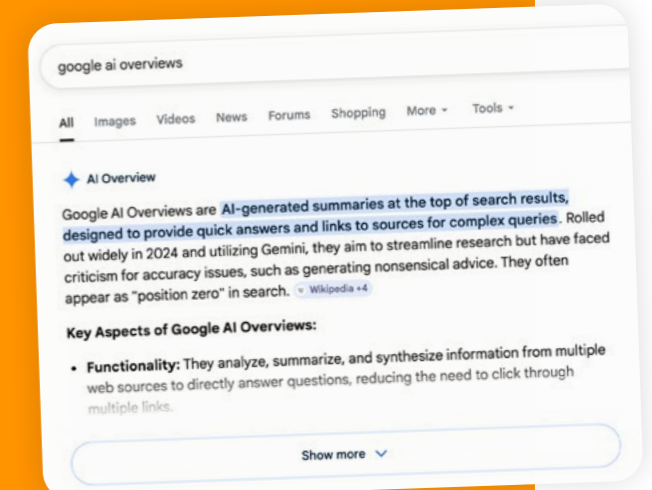 google ai overviews
All Images Videos News Forums Shopping More Tools
AI Overview
Google AI Overviews are AI-generated summaries at the top of search results,
designed to provide quick answers and links to sources for complex queries. Rolled
out widely in 2024 and utilizing Gemini, they aim to streamline research but have faced
criticism for accuracy issues, such as generating nonsensical advice. They often
appear as "position zero" in search. Wikipedia +4
Key Aspects of Google AI Overviews:
• Functionality: They analyze, summarize, and synthesize information from multiple
web sources to directly answer questions, reducing the need to click through
multiple links.
Show more